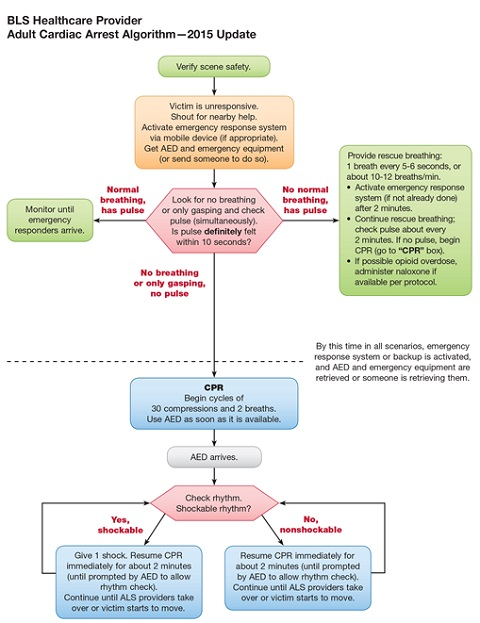 BLS Healthcare Provider
Adult Cardiac Arrest Algorithm—2015 Update
Verify scene safety.
Victim is unresponsive.
Shout for nearby help.
Activate emergency response system
via mobile device (if appropriate).
Get AED and emergency equipment
(or send someone to do so).
Normal
breathing,
has pulse
Monitor until
emergency
responders arrive.
Look for no breathing
or only gasping and check
pulse (simultaneously).
Is pulse definitely felt
within 10 seconds?
No normal
breathing,
has pulse
Provide rescue breathing:
1 breath every 5-6 seconds, or
about 10-12 breaths/min.
• Activate emergency response
system (if not already done)
after 2 minutes.
• Continue rescue breathing;
check pulse about every
2 minutes. If no pulse, begin
CPR (go to “CPR” box).
• If possible opioid overdose,
administer naloxone if
available per protocol.
No breathing
or only gasping,
no pulse
By this time in all scenarios, emergency
response system or backup is activated,
and AED and emergency equipment are
retrieved or someone is retrieving them.
CPR
Begin cycles of
30 compressions and 2 breaths.
Use AED as soon as it is available.
AED arrives.
Check rhythm.
Shockable rhythm?
Yes,
shockable
No,
nonshockable
Give 1 shock. Resume CPR
immediately for about 2 minutes
(until prompted by AED to allow
rhythm check).
Continue until ALS providers take
over or victim starts to move.
Resume CPR immediately for
about 2 minutes (until prompted
by AED to allow rhythm check).
Continue until ALS providers take
over or victim starts to move.